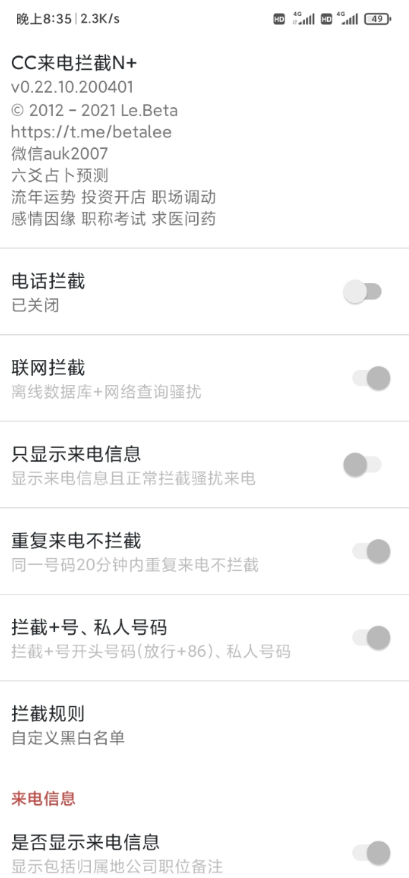 晚上8:35 | 2.3K/s HD 4G HD 4G 49
CC来电拦截N+
v0.22.10.200401
© 2012 - 2021 Le.Beta
https://t.me/betalee
微信auk2007
六爻占卜预测
流年运势 投资开店 职场调动
感情因缘 职称考试 求医问药
电话拦截
已关闭
联网拦截
离线数据库+网络查询骚扰
只显示来电信息
显示来电信息且正常拦截骚扰来电
重复来电不拦截
同一号码20分钟内重复来电不拦截
拦截+号、私人号码
拦截+号开头号码(放行+86)、私人号码
拦截规则
自定义黑白名单
来电信息
是否显示来电信息
显示包括归属地公司职位备注